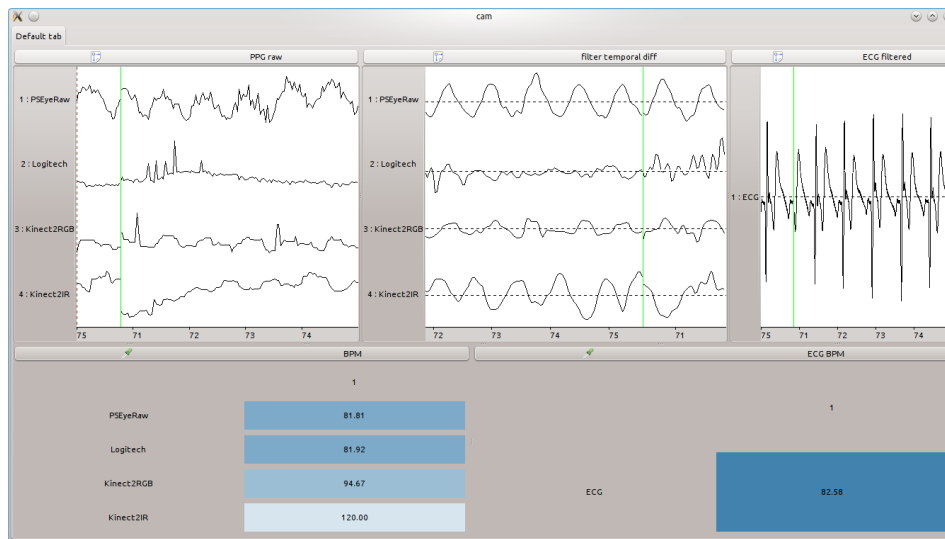 cam
Default tab
PPG raw
filter temporal diff
ECG filtered
1 : PSEyeRaw
2 : Logitech
3 : Kinect2RGB
4 : Kinect2IR
75 71 72 73 74
1 : PSEyeRaw
2 : Logitech
3 : Kinect2RGB
4 : Kinect2IR
72 73 74 75 71
1 : ECG
75 71 72 73 74
BPM
ECG BPM
1
PSEyeRaw 81.81
Logitech 81.92
Kinect2RGB 94.67
Kinect2IR 120.00
1
ECG 82.58